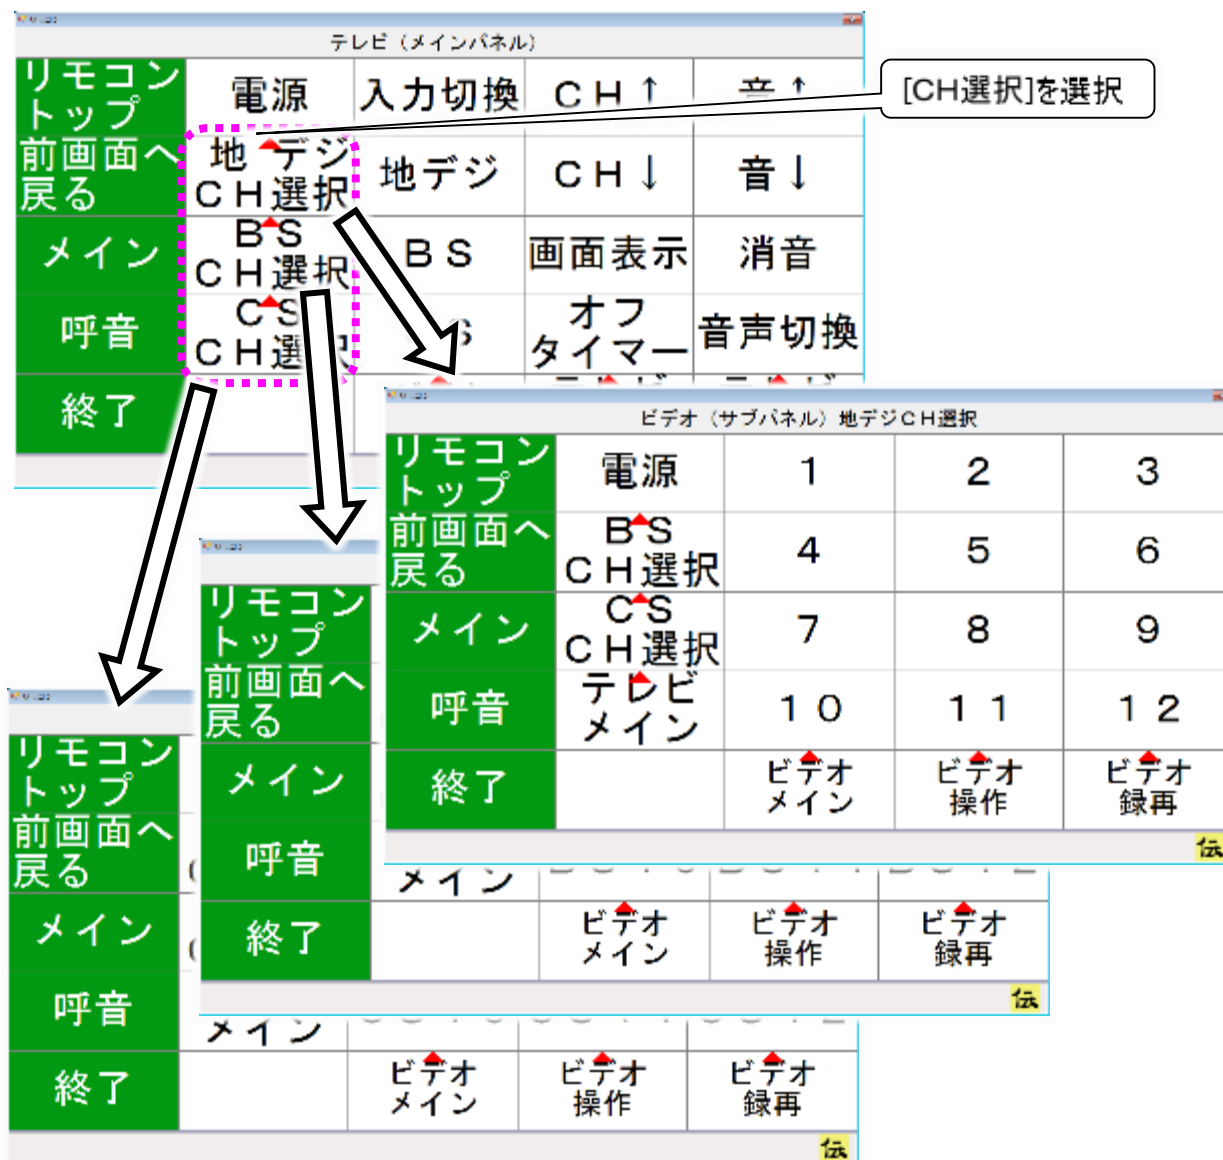 テレビ（メインパネル）
リモコン
トップ
電源
入力切換
ＣＨ↑
音↑
[CH選択]を選択
前画面へ
戻る
地 デジ
ＣＨ選択
地デジ
ＣＨ↓
音↓
メイン
ＢＳ
ＣＨ選択
ＢＳ
画面表示
消音
呼音
ＣＳ
ＣＨ選択
Ｓ
オフ
タイマー
音声切換
終了
ビデオ（サブパネル）地デジＣＨ選択
リモコン
トップ
電源
１
２
３
前画面へ
戻る
ＢＳ
ＣＨ選択
４
５
６
メイン
ＣＳ
ＣＨ選択
７
８
９
呼音
テレビ
メイン
１０
１１
１２
終了
ビデオ
メイン
ビデオ
操作
ビデオ
録再
伝
リモコン
トップ
前画面へ
戻る
メイン
呼音
メイン
終了
ビデオ
メイン
ビデオ
操作
ビデオ
録再
伝
リモコン
トップ
前画面へ
戻る
メイン
呼音
メイン
終了
ビデオ
メイン
ビデオ
操作
ビデオ
録再
伝